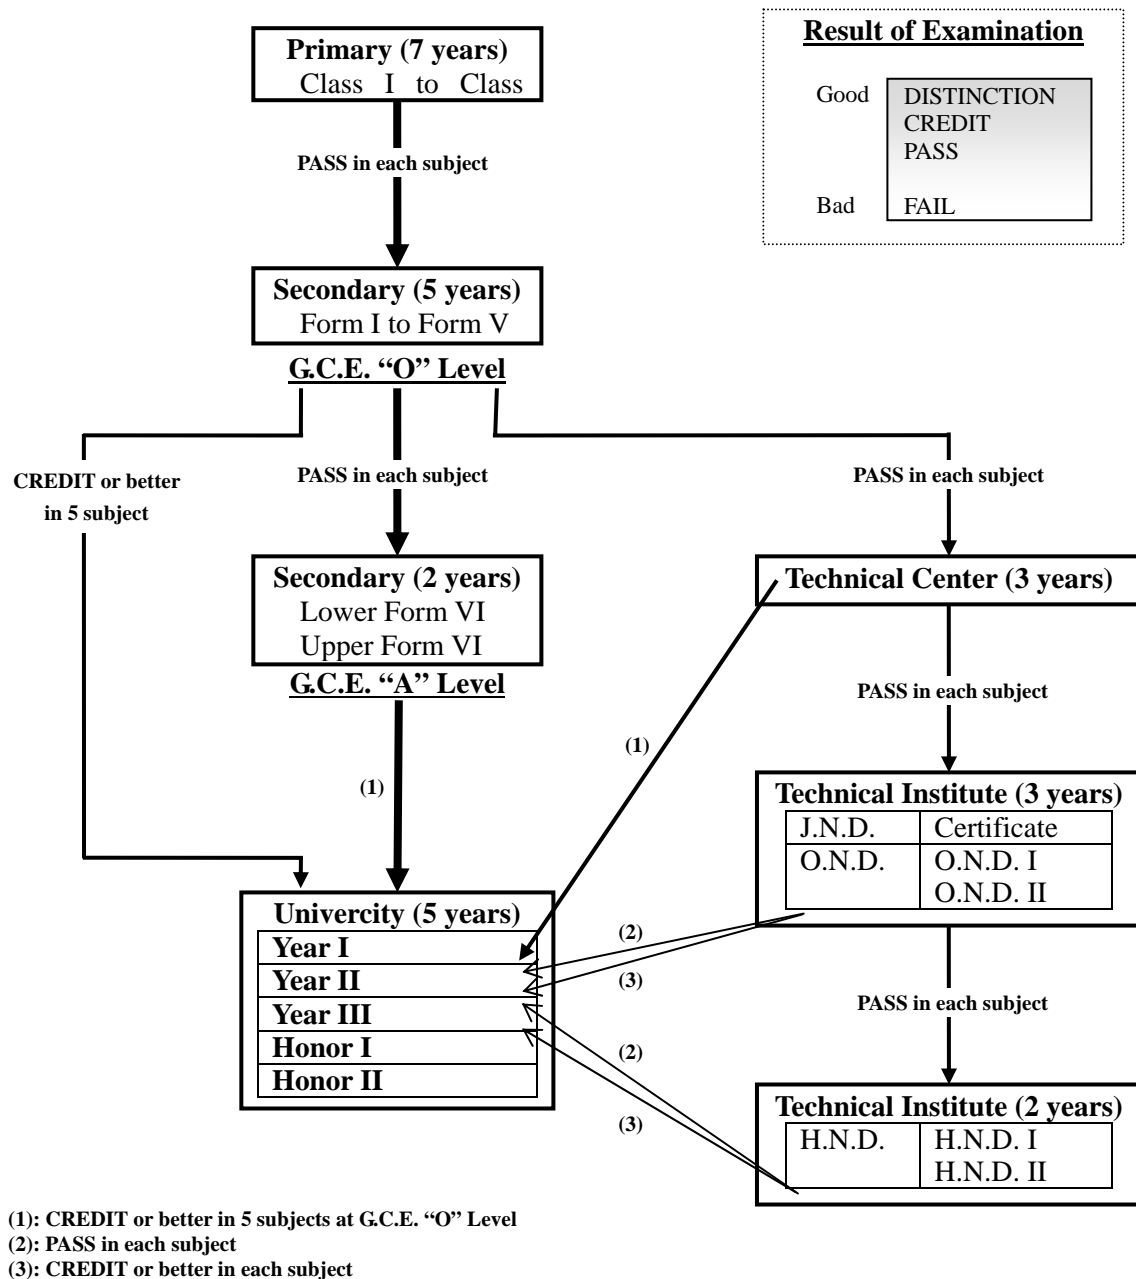 Primary (7 years)
Class I to Class
Result of Examination
Good
DISTINCTION
CREDIT
PASS
Bad
FAIL
PASS in each subject
Secondary (5 years)
Form I to Form V
G.C.E. “O” Level
CREDIT or better
in 5 subject
PASS in each subject
PASS in each subject
Secondary (2 years)
Lower Form VI
Upper Form VI
G.C.E. “A” Level
Technical Center (3 years)
PASS in each subject
(1)
(1)
Technical Institute (3 years)
J.N.D. Certificate
O.N.D. O.N.D. I
O.N.D. II
Univercity (5 years)
Year I
Year II
Year III
Honor I
Honor II
(2)
(3)
PASS in each subject
(2)
(3)
Technical Institute (2 years)
H.N.D. H.N.D. I
H.N.D. II
(1): CREDIT or better in 5 subjects at G.C.E. “O” Level
(2): PASS in each subject
(3): CREDIT or better in each subject